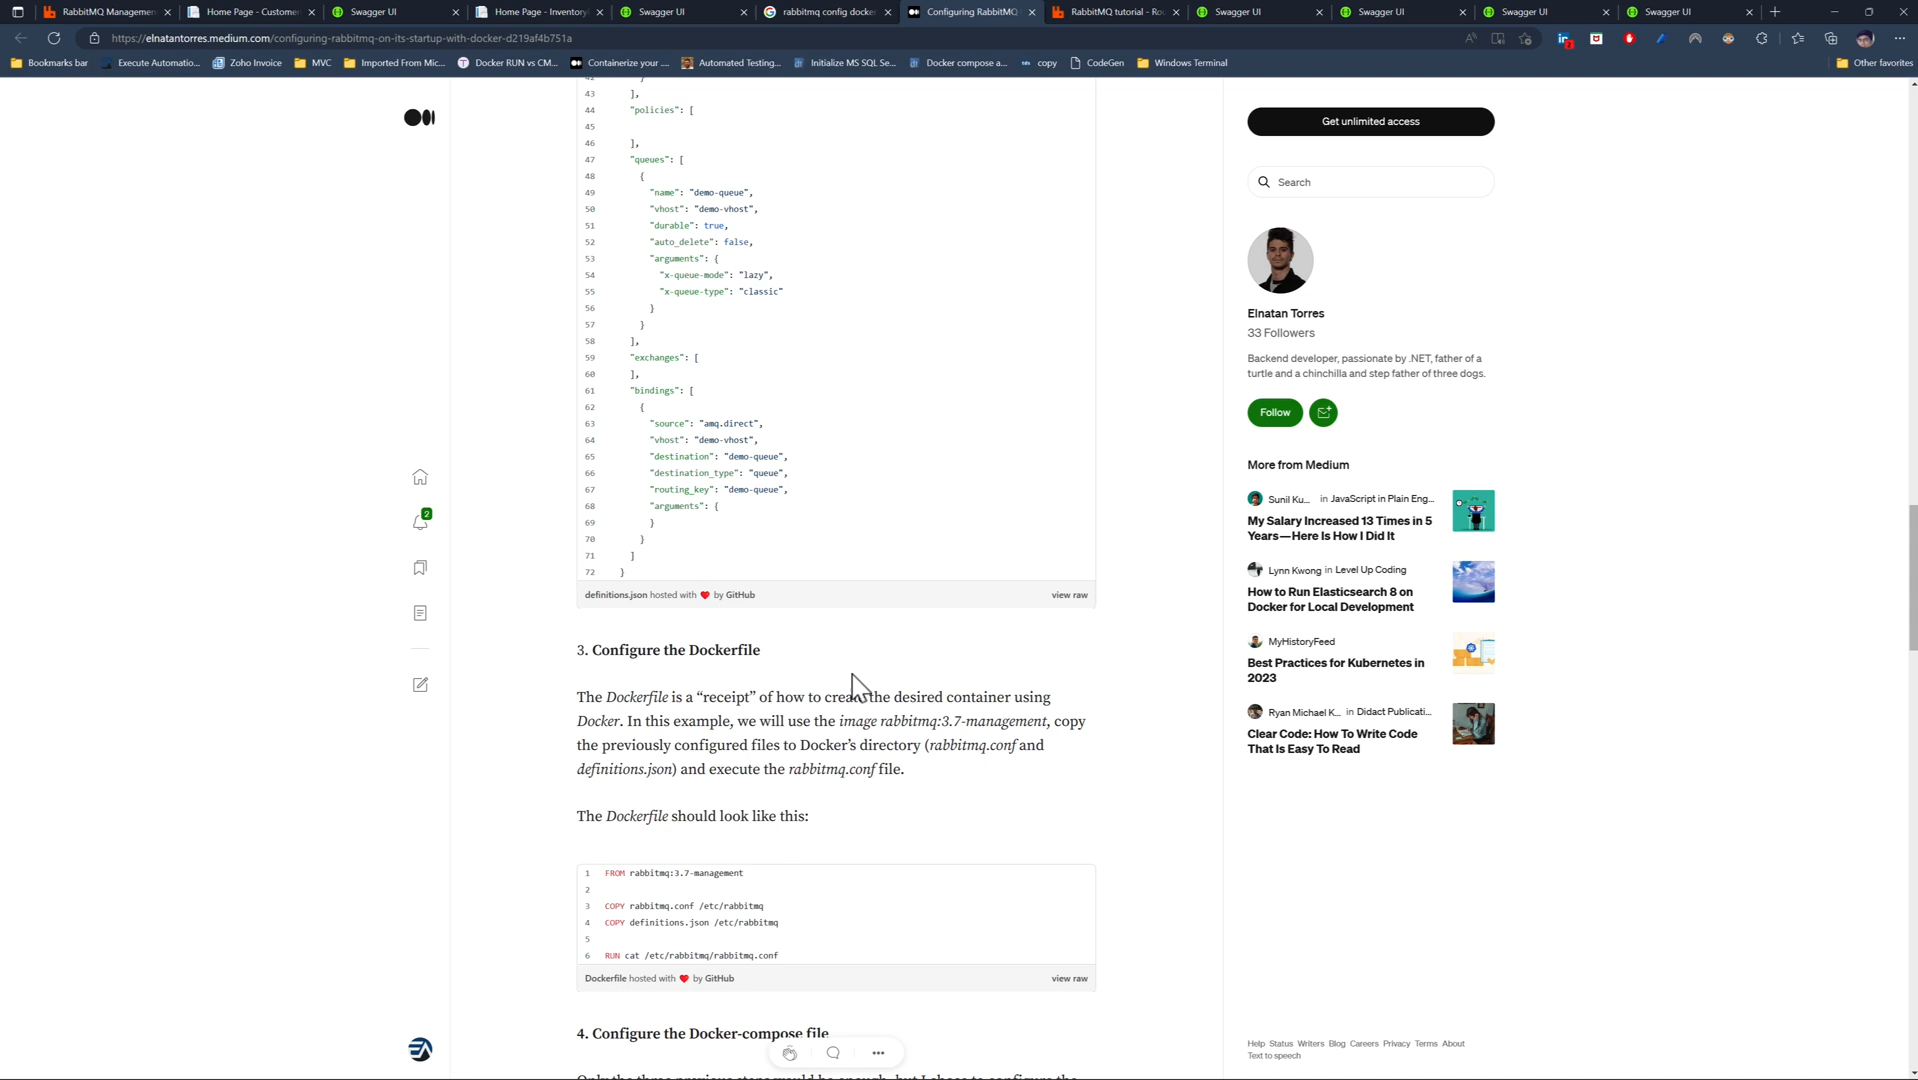 RabbitMQ Managemen
Home Page - Customer
Swagger UI
Home Page - Inventory
Swagger UI
rabbitmq config docke
Configuring RabbitMQ
RabbitMQ tutorial - Ro
Swagger UI
Swagger UI
Swagger UI
Swagger UI
https://elnatantorres.medium.com/configuring-rabbitmq-on-its-startup-with-docker-d219af4b751a
Bookmarks bar
Execute Automatio...
Zoho Invoice
MVC
Imported From Mic...
Docker RUN vs CM...
Containerize your ....
Automated Testing...
Initialize MS SQL Se...
Docker compose a...
copy
CodeGen
Windows Terminal
Other favorites
42 }
43 ],
44 "policies": [
45
46 ],
47 "queues": [
48 {
49 "name": "demo-queue",
50 "vhost": "demo-vhost",
51 "durable": true,
52 "auto_delete": false,
53 "arguments": {
54 "x-queue-mode": "lazy",
55 "x-queue-type": "classic"
56 }
57 }
58 ],
59 "exchanges": [
60 ],
61 "bindings": [
62 {
63 "source": "amq.direct",
64 "vhost": "demo-vhost",
65 "destination": "demo-queue",
66 "destination_type": "queue",
67 "routing_key": "demo-queue",
68 "arguments": {
69 }
70 }
71 ]
72 }
definitions.json hosted with ❤ by GitHub view raw
3. Configure the Dockerfile
The Dockerfile is a “receipt” of how to create the desired container using
Docker. In this example, we will use the image rabbitmq:3.7-management, copy
the previously configured files to Docker’s directory (rabbitmq.conf and
definitions.json) and execute the rabbitmq.conf file.
The Dockerfile should look like this:
1 FROM rabbitmq:3.7-management
2
3 COPY rabbitmq.conf /etc/rabbitmq
4 COPY definitions.json /etc/rabbitmq
5
6 RUN cat /etc/rabbitmq/rabbitmq.conf
Dockerfile hosted with ❤ by GitHub view raw
4. Configure the Docker-compose file
2
Get unlimited access
Search
Elnatan Torres
33 Followers
Backend developer, passionate by .NET, father of a
turtle and a chinchilla and step father of three dogs.
Follow
More from Medium
Sunil Ku... in JavaScript in Plain Eng...
My Salary Increased 13 Times in 5
Years — Here Is How I Did It
Lynn Kwong in Level Up Coding
How to Run Elasticsearch 8 on
Docker for Local Development
MyHistoryFeed
Best Practices for Kubernetes in
2023
Ryan Michael K... in Didact Publicati...
Clear Code: How To Write Code
That Is Easy To Read
Help Status Writers Blog Careers Privacy Terms About
Text to speech